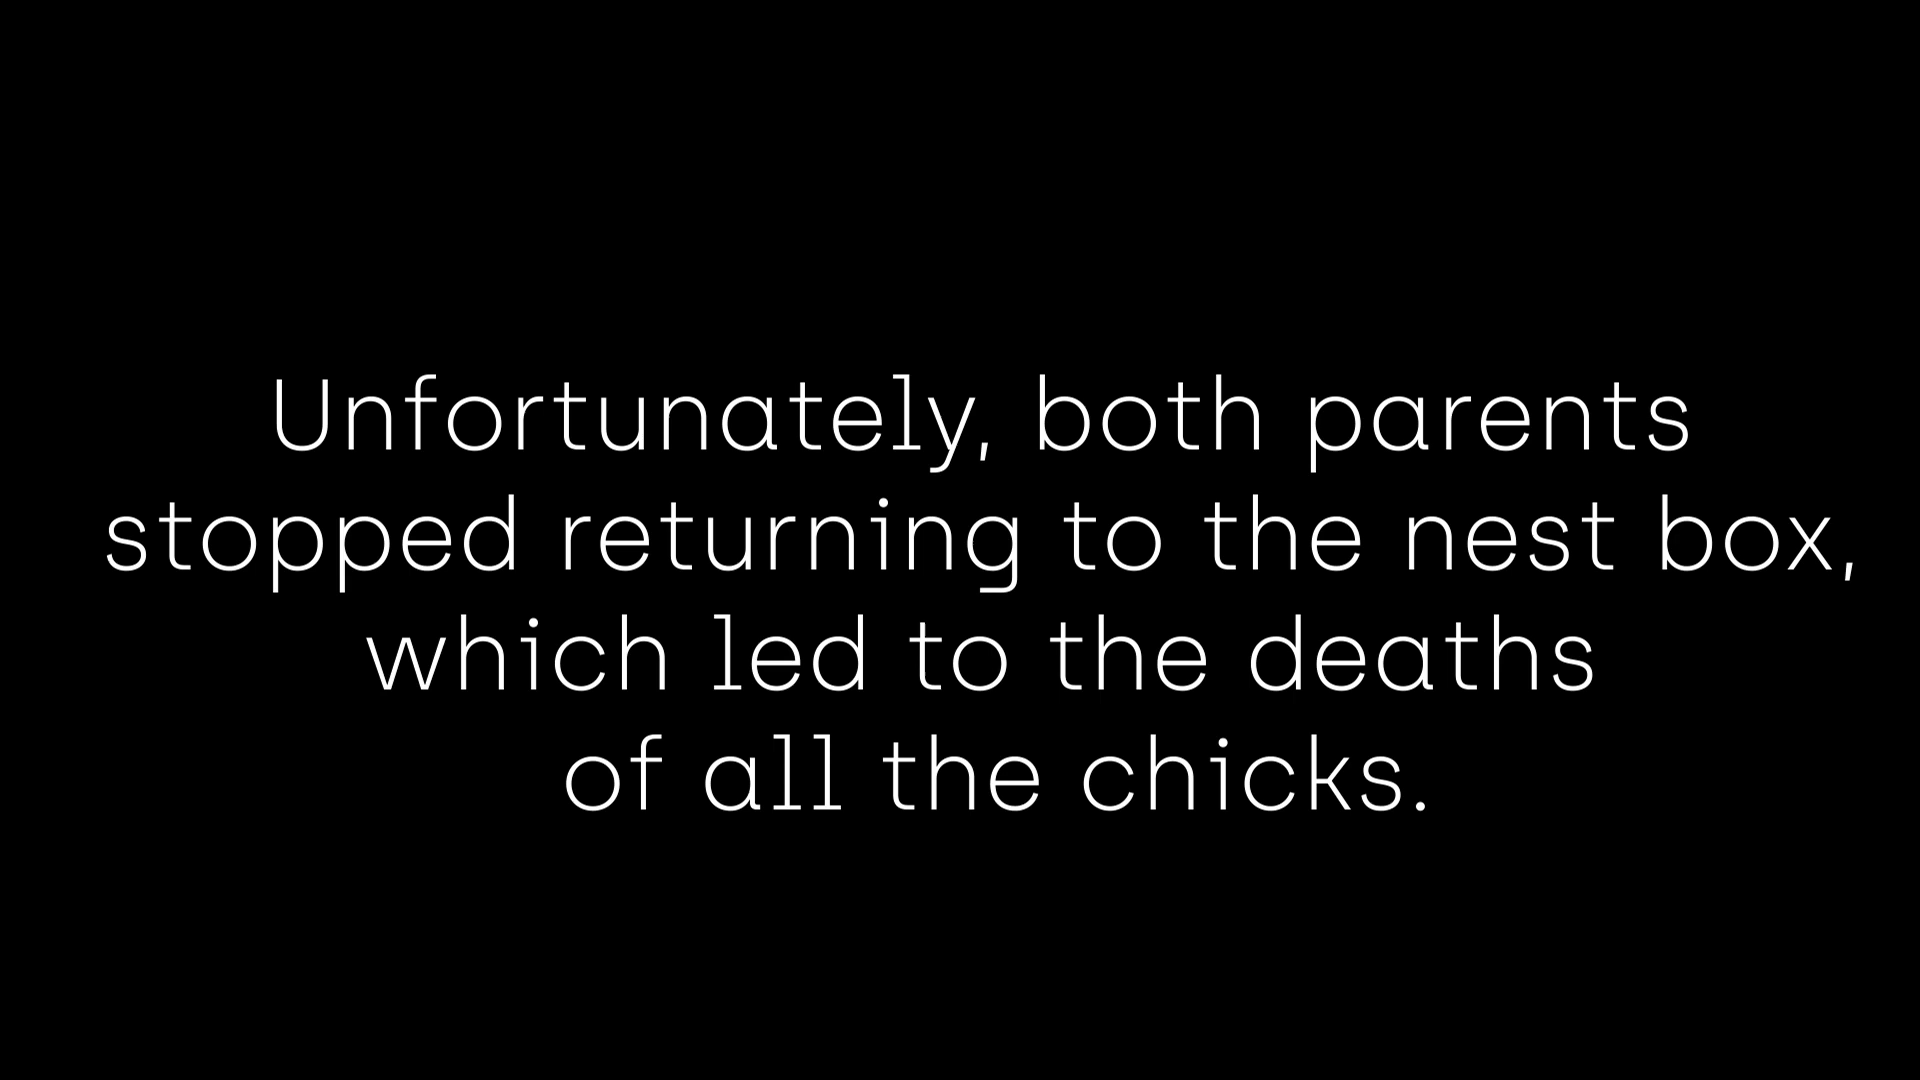 Unfortunately, both parents
stopped returning to the nest box,
which led to the deaths
of all the chicks.